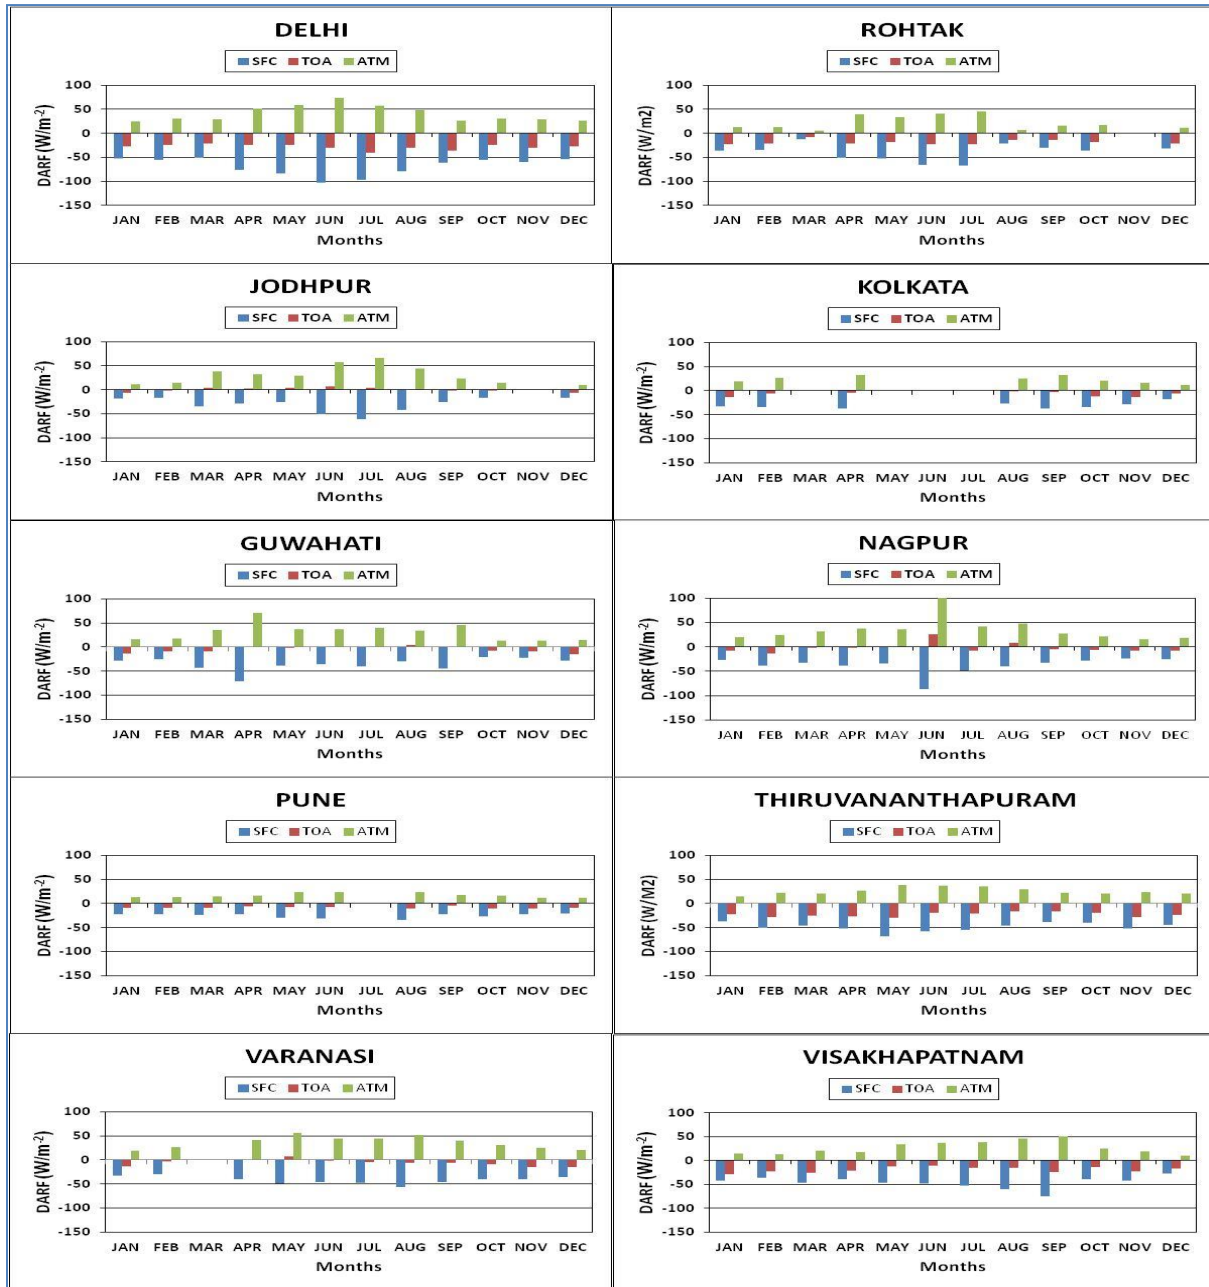 DELHI
SFC TOA ATM
100
50
0
-50
-100
-150
DARF (W/m-²)
JAN FEB MAR APR MAY JUN JUL AUG SEP OCT NOV DEC
Months
ROHTAK
SFC TOA ATM
100
50
0
-50
-100
-150
DARF (W/m2)
JAN FEB MAR APR MAY JUN JUL AUG SEP OCT NOV DEC
Months
JODHPUR
SFC TOA ATM
100
50
0
-50
-100
-150
DARF (W/m-²)
JAN FEB MAR APR MAY JUN JUL AUG SEP OCT NOV DEC
Months
KOLKATA
SFC TOA ATM
100
50
0
-50
-100
-150
DARF (W/m-²)
JAN FEB MAR APR MAY JUN JUL AUG SEP OCT NOV DEC
Months
GUWAHATI
SFC TOA ATM
100
50
0
-50
-100
-150
DARF (W/m-²)
JAN FEB MAR APR MAY JUN JUL AUG SEP OCT NOV DEC
Months
NAGPUR
SFC TOA ATM
100
50
0
-50
-100
-150
DARF (W/m-²)
JAN FEB MAR APR MAY JUN JUL AUG SEP OCT NOV DEC
Months
PUNE
SFC TOA ATM
100
50
0
-50
-100
-150
DARF (W/m-²)
JAN FEB MAR APR MAY JUN JUL AUG SEP OCT NOV DEC
Months
THIRUVANANTHAPURAM
SFC TOA ATM
100
50
0
-50
-100
-150
DARF (W/M2)
JAN FEB MAR APR MAY JUN JUL AUG SEP OCT NOV DEC
Months
VARANASI
SFC TOA ATM
100
50
0
-50
-100
-150
DARF (W/m-²)
JAN FEB MAR APR MAY JUN JUL AUG SEP OCT NOV DEC
Months
VISAKHAPATNAM
SFC TOA ATM
100
50
0
-50
-100
-150
DARF (W/m-²)
JAN FEB MAR APR MAY JUN JUL AUG SEP OCT NOV DEC
Months